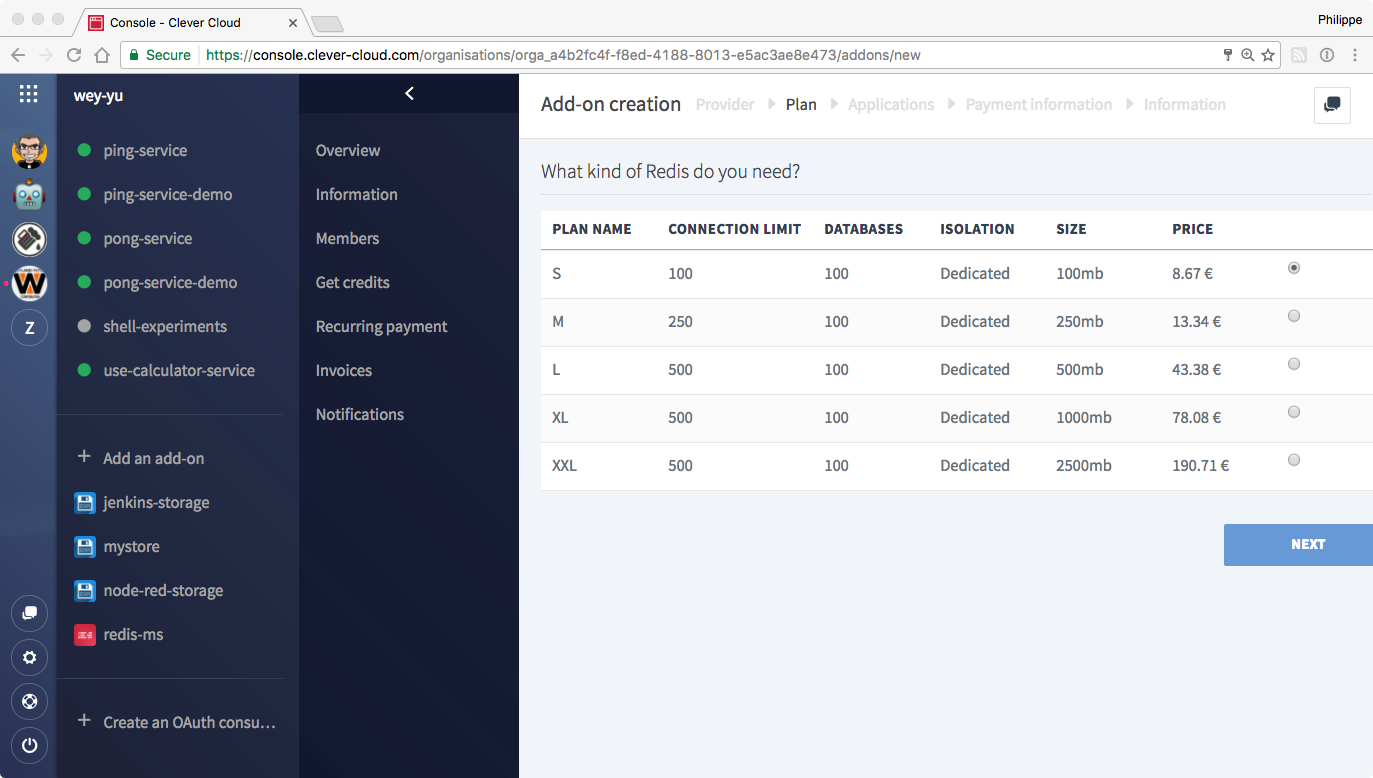 Console - Clever Cloud
Philippe
Secure
https://console.clever-cloud.com/organisations/orga_a4b2fc4f-f8ed-4188-8013-e5ac3ae8e473/addons/new
wey-yu
ping-service
ping-service-demo
pong-service
pong-service-demo
shell-experiments
use-calculator-service
Add an add-on
jenkins-storage
mystore
node-red-storage
redis-ms
Create an OAuth consu…
Z
Overview
Information
Members
Get credits
Recurring payment
Invoices
Notifications
Add-on creation Provider Plan Applications Payment information Information
What kind of Redis do you need?
PLAN NAME CONNECTION LIMIT DATABASES ISOLATION SIZE PRICE
S 100 100 Dedicated 100mb 8.67 €
M 250 100 Dedicated 250mb 13.34 €
L 500 100 Dedicated 500mb 43.38 €
XL 500 100 Dedicated 1000mb 78.08 €
XXL 500 100 Dedicated 2500mb 190.71 €
NEXT